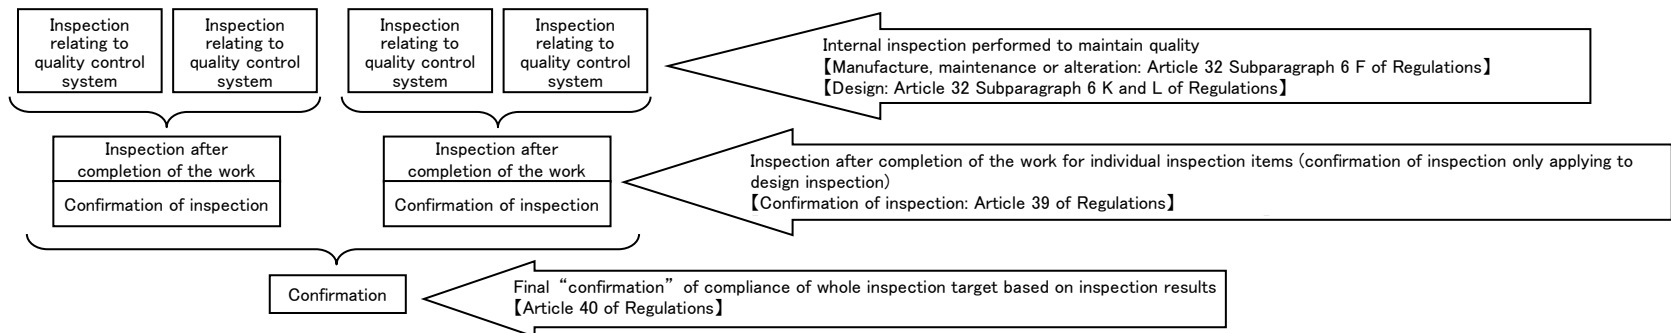 Inspection
relating to
quality control
system
Inspection
relating to
quality control
system
Inspection
relating to
quality control
system
Inspection
relating to
quality control
system
Internal inspection performed to maintain quality
【Manufacture, maintenance or alteration: Article 32 Subparagraph 6 F of Regulations】
【Design: Article 32 Subparagraph 6 K and L of Regulations】
Inspection after
completion of the work
Confirmation of inspection
Inspection after
completion of the work
Confirmation of inspection
Inspection after completion of the work for individual inspection items (confirmation of inspection only applying to
design inspection)
【Confirmation of inspection: Article 39 of Regulations】
Confirmation
Final “confirmation” of compliance of whole inspection target based on inspection results
【Article 40 of Regulations】